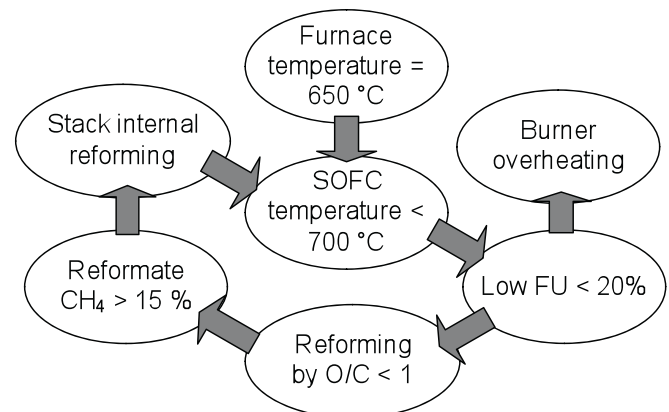 Furnace
temperature =
650 °C
Stack internal
reforming
Burner
overheating
SOFC
temperature <
700 °C
Reformate
CH₄ > 15 %
Low FU < 20%
Reforming
by O/C < 1